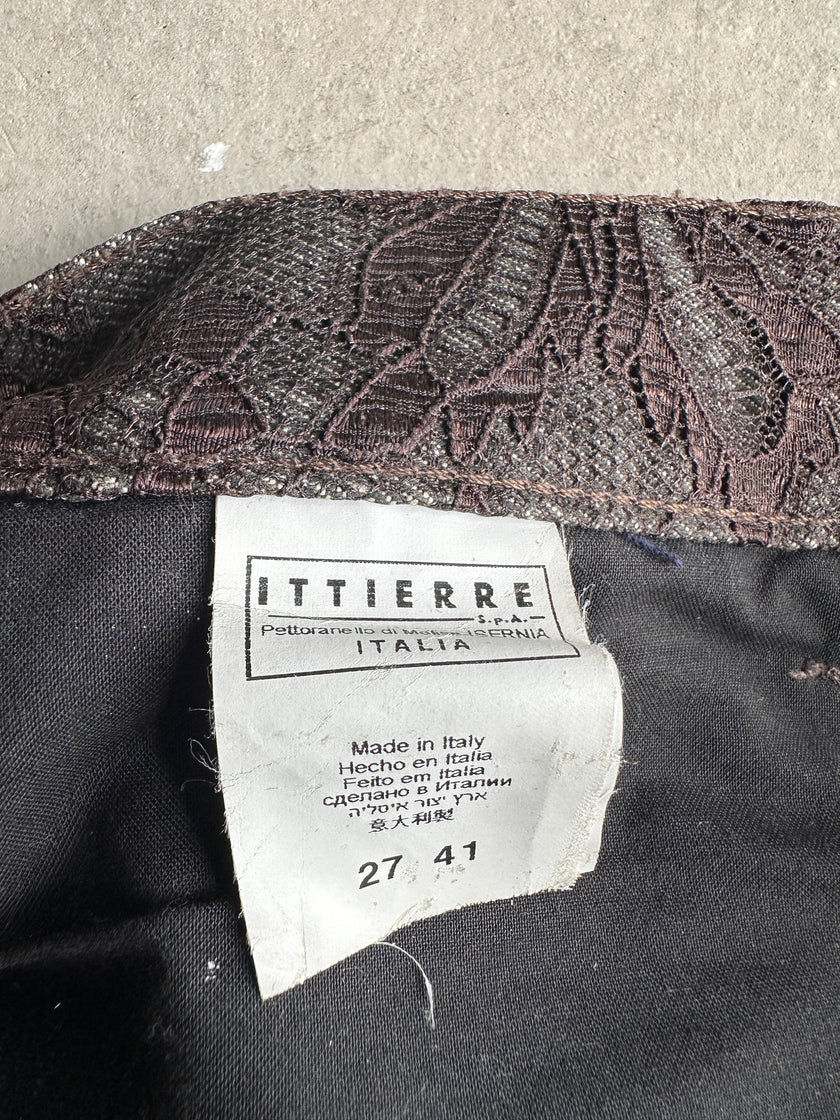 ITTIERRE
S.p.A.
Pettoranello di Molise ISERNIA
ITALIA
Made in Italy
Hecho en Italia
Feito em Italia
сделано в Италии
ארץ יצור איטליה
意大利製
27 41